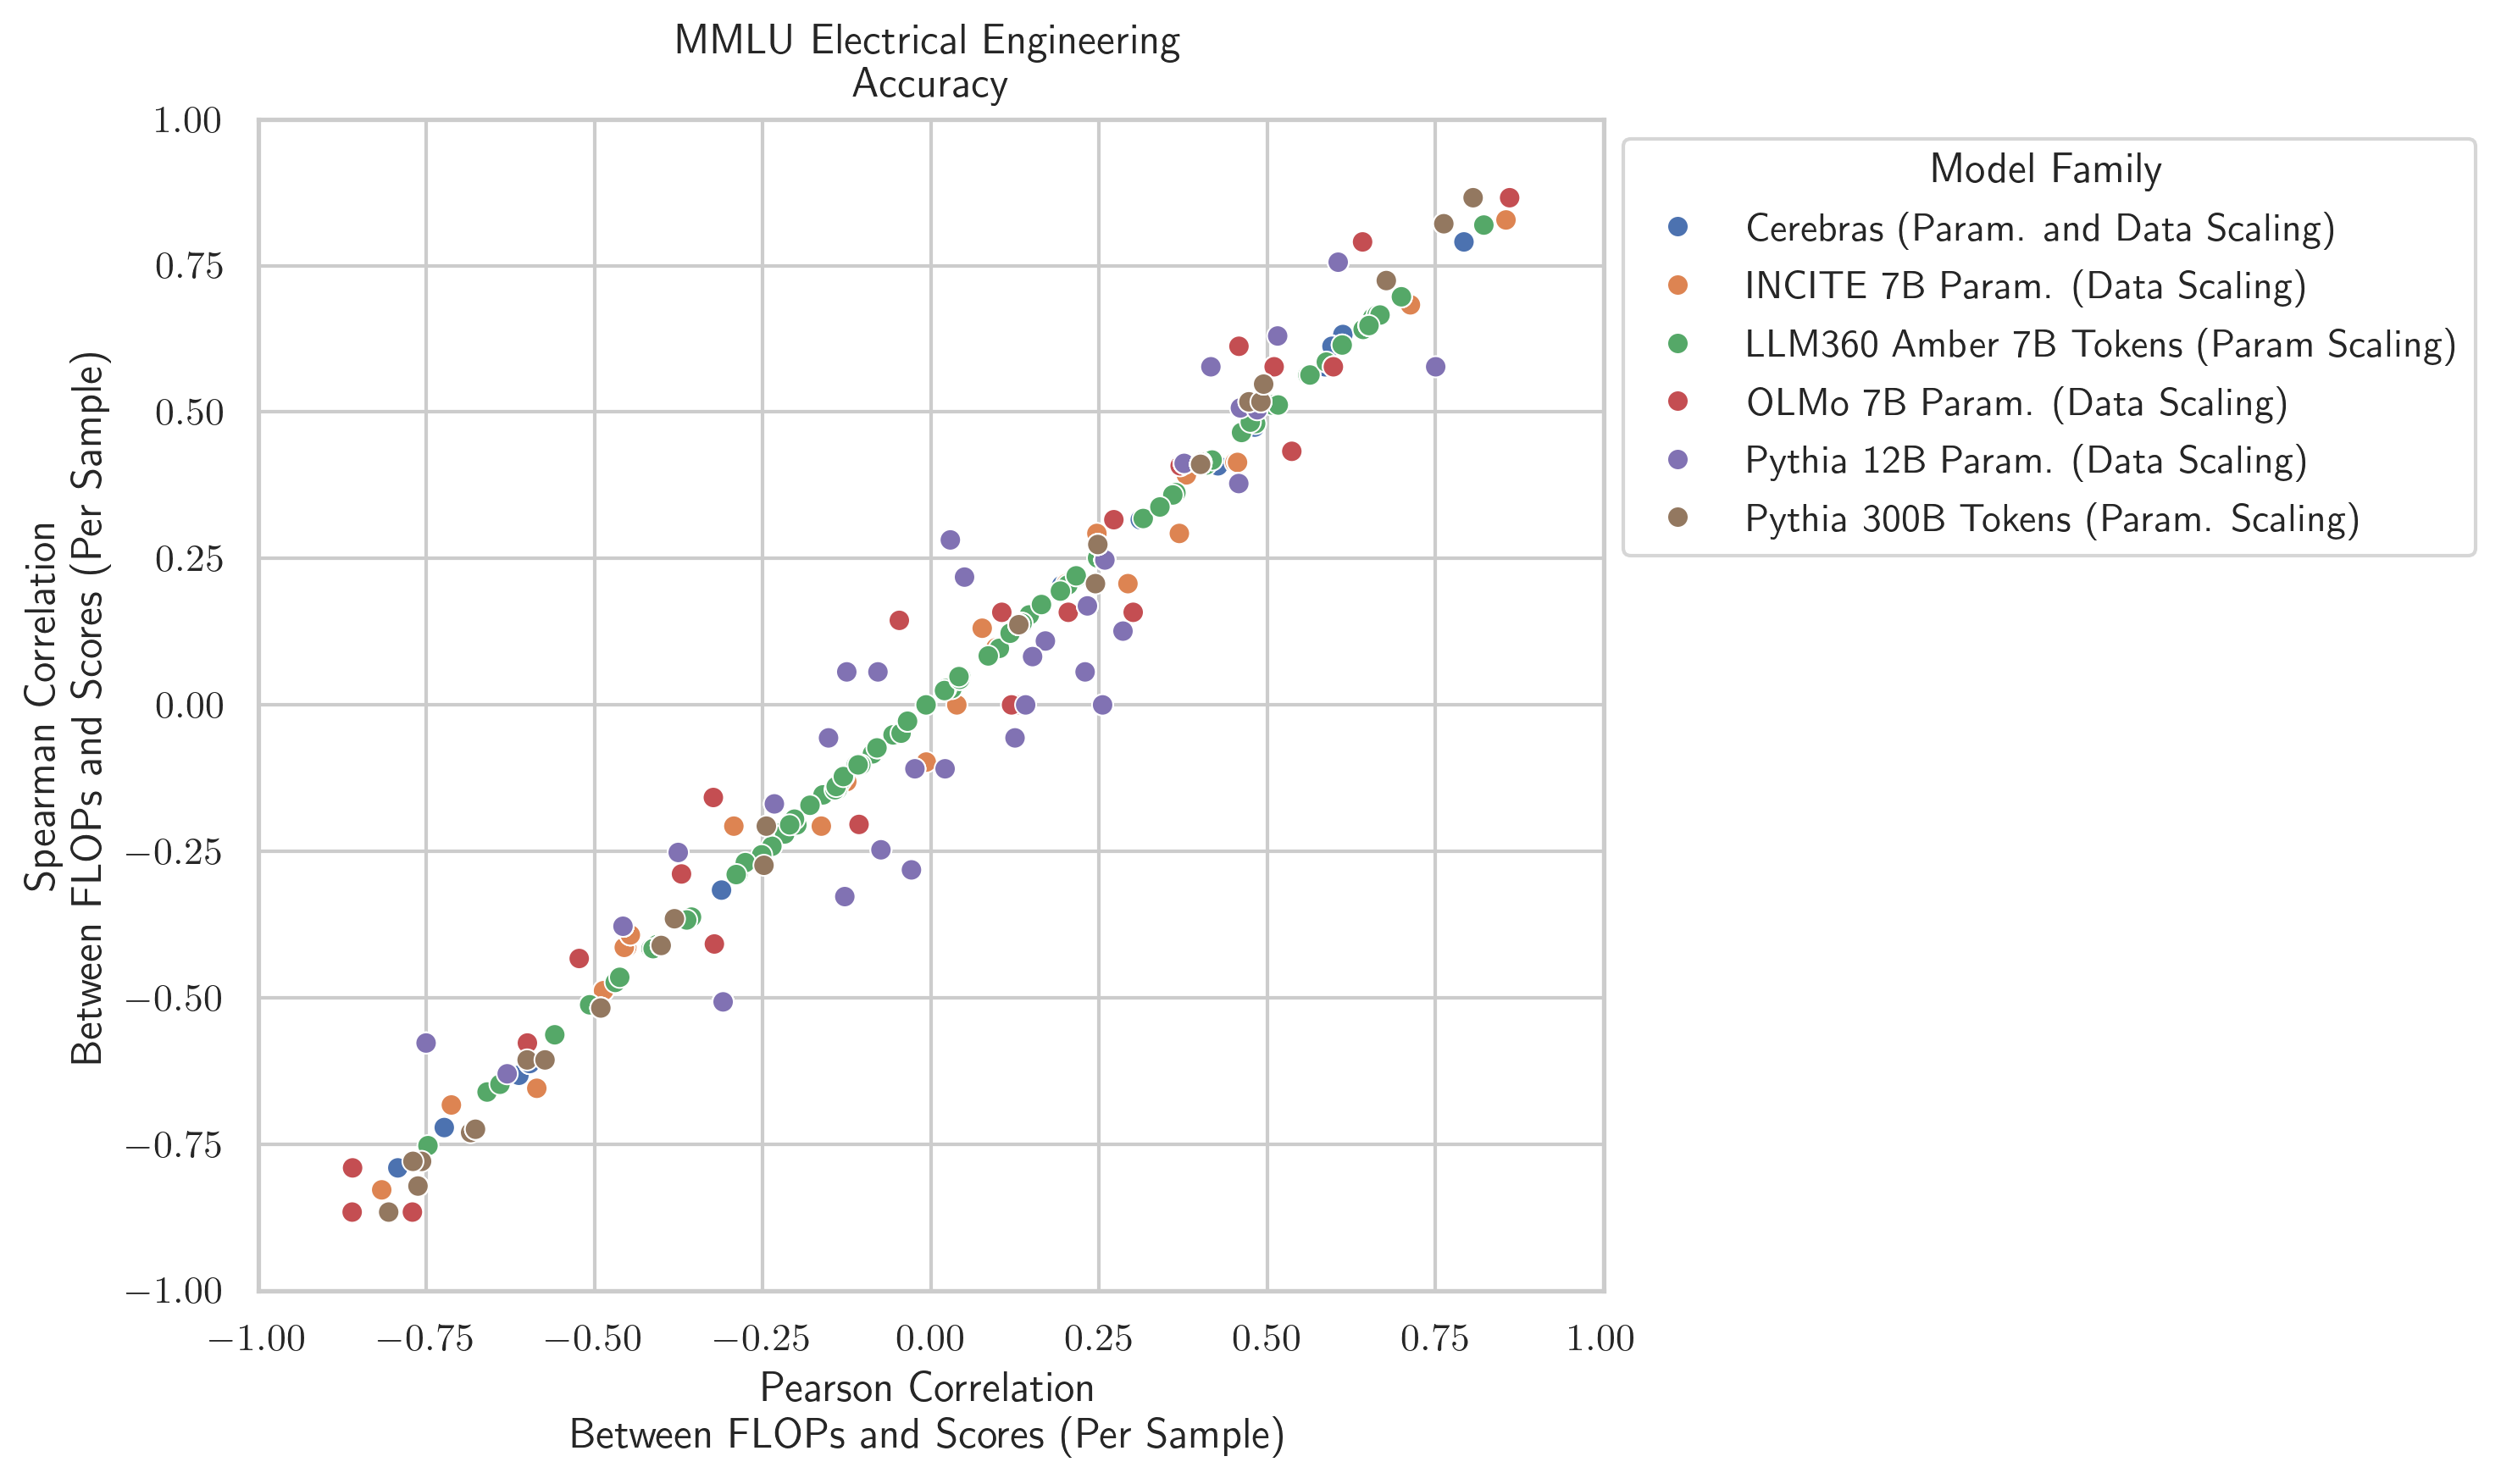 MMLU Electrical Engineering
Accuracy
Spearman Correlation
Between FLOPs and Scores (Per Sample)
1.00
0.75
0.50
0.25
0.00
−0.25
−0.50
−0.75
−1.00
−1.00 −0.75 −0.50 −0.25 0.00 0.25 0.50 0.75 1.00
Pearson Correlation
Between FLOPs and Scores (Per Sample)
Model Family
Cerebras (Param. and Data Scaling)
INCITE 7B Param. (Data Scaling)
LLM360 Amber 7B Tokens (Param Scaling)
OLMo 7B Param. (Data Scaling)
Pythia 12B Param. (Data Scaling)
Pythia 300B Tokens (Param. Scaling)